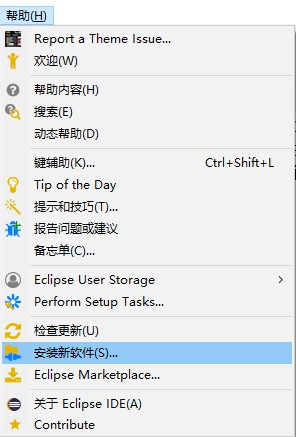 帮助(H)
Report a Theme Issue...
欢迎(W)
帮助内容(H)
搜索(E)
动态帮助(D)
键辅助(K)... Ctrl+Shift+L
Tip of the Day
提示和技巧(T)...
报告问题或建议
备忘单(C)...
Eclipse User Storage
Perform Setup Tasks...
检查更新(U)
安装新软件(S)...
Eclipse Marketplace...
关于 Eclipse IDE(A)
Contribute